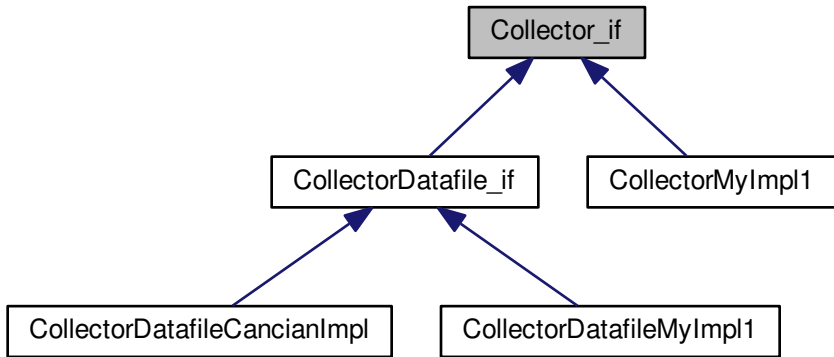 Collector_if
CollectorDatafile_if
CollectorMyImpl1
CollectorDatafileCancianImpl
CollectorDatafileMyImpl1